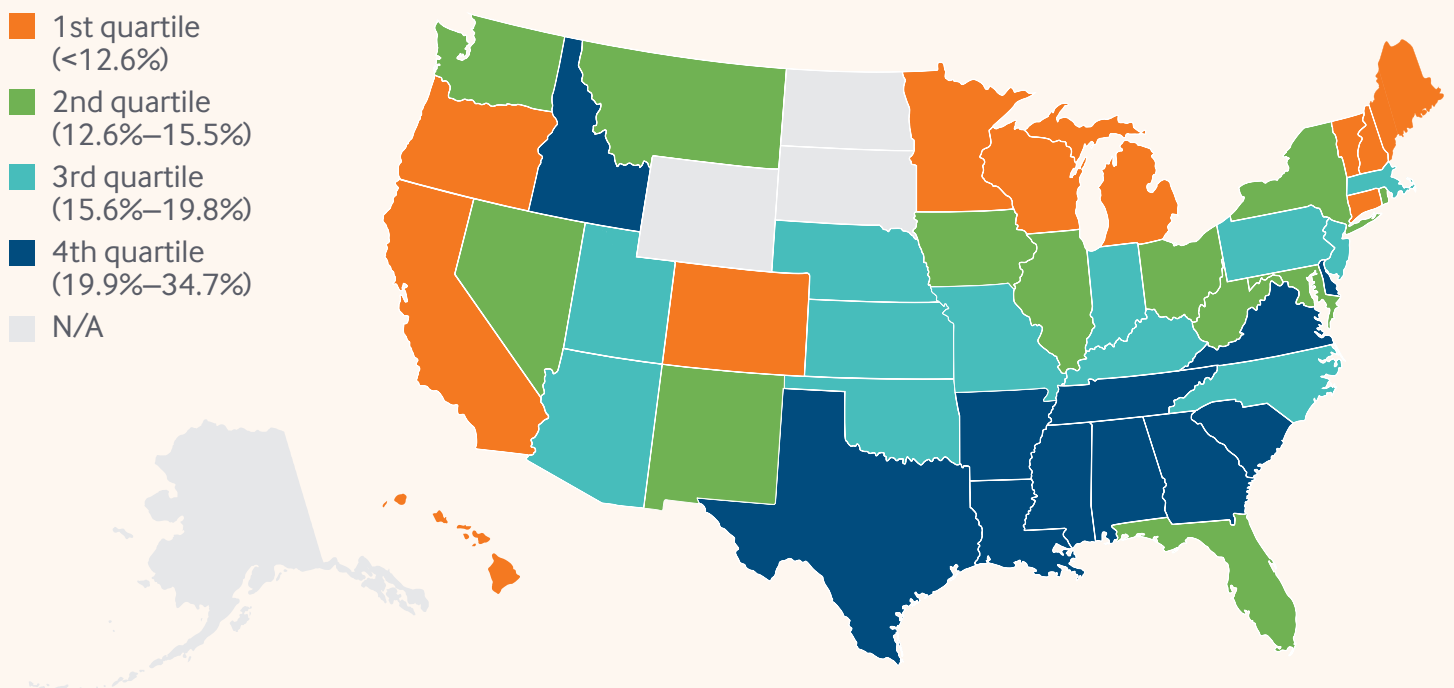 1st quartile
(<12.6%)
2nd quartile
(12.6%–15.5%)
3rd quartile
(15.6%–19.8%)
4th quartile
(19.9%–34.7%)
N/A